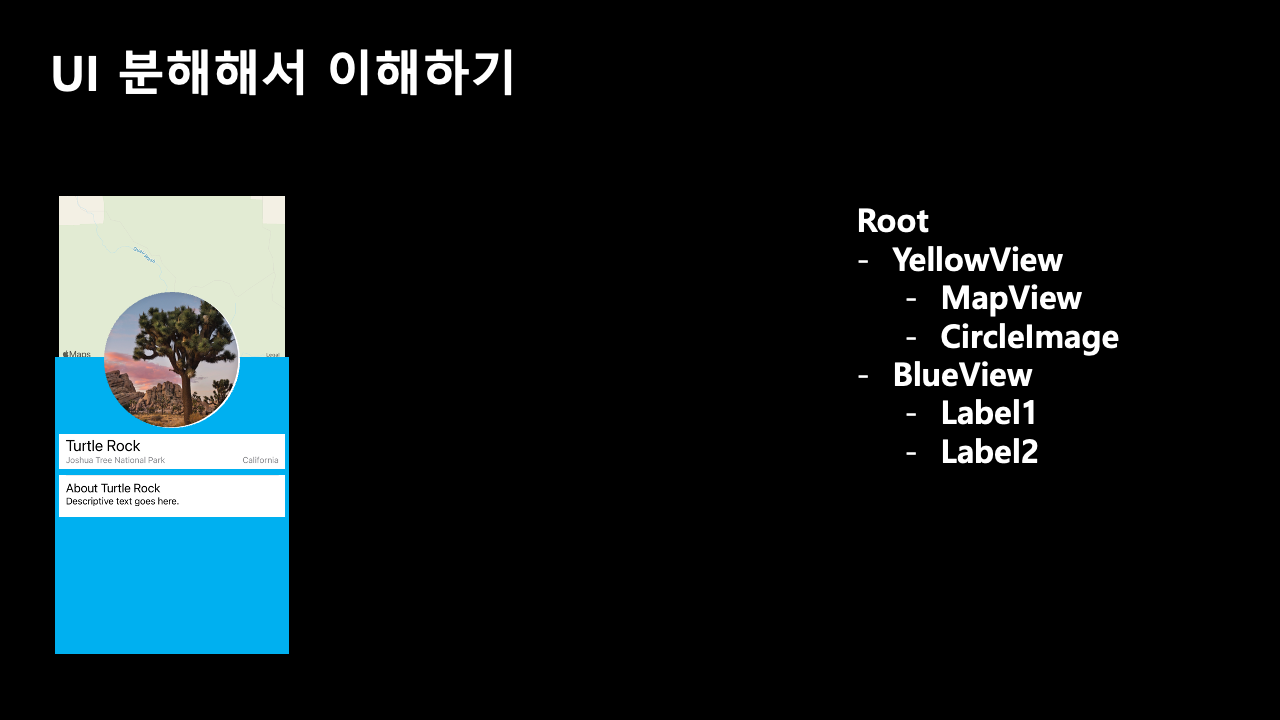 UI 분해해서 이해하기
Maps
Legal
Turtle Rock
Joshua Tree National Park California
About Turtle Rock
Descriptive text goes here.
Root
- YellowView
- MapView
- CircleImage
- BlueView
- Label1
- Label2